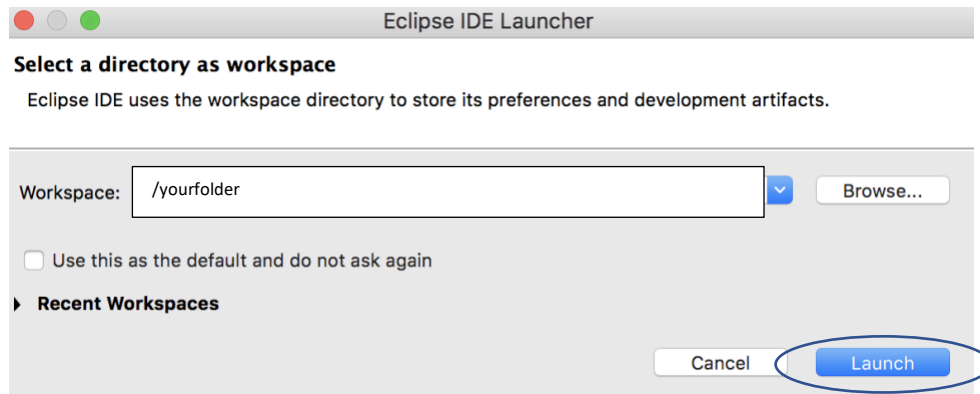 Eclipse IDE Launcher
Select a directory as workspace
Eclipse IDE uses the workspace directory to store its preferences and development artifacts.
Workspace: /yourfolder Browse...
Use this as the default and do not ask again
Recent Workspaces
Cancel Launch